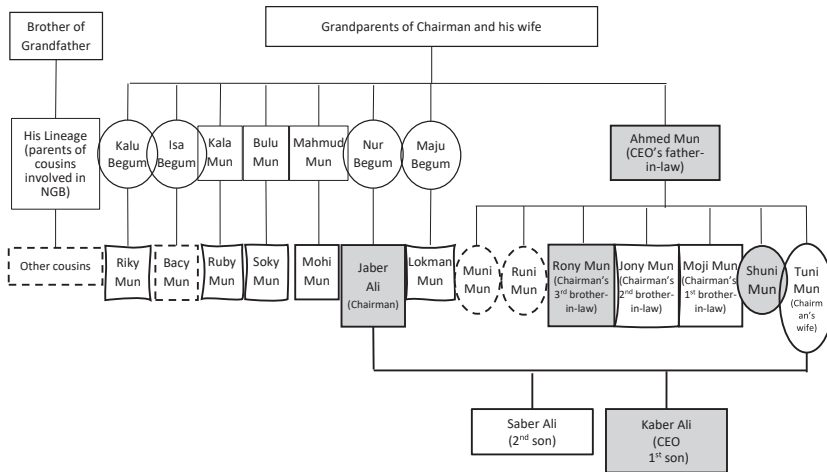 Brother of
Grandfather
Grandparents of Chairman and his wife
His Lineage
(parents of
cousins
involved in
NGB)
Kalu
Begum
Isa
Begum
Kala
Mun
Bulu
Mun
Mahmud
Mun
Nur
Begum
Maju
Begum
Ahmed Mun
(CEO's father-
in-law)
Other cousins
Riky
Mun
Bacy
Mun
Ruby
Mun
Soky
Mun
Mohi
Mun
Jaber
Ali
(Chairman)
Lokman
Mun
Muni
Mun
Runi
Mun
Rony Mun
(Chairman's
3rd brother-
in-law)
Jony Mun
(Chairman's
2nd brother-
in-law)
Moji Mun
(Chairman's
1st brother-
in-law)
Shuni
Mun
Tuni
Mun
(Chairm
an's
wife)
Saber Ali
(2nd son)
Kaber Ali
(CEO
1st son)